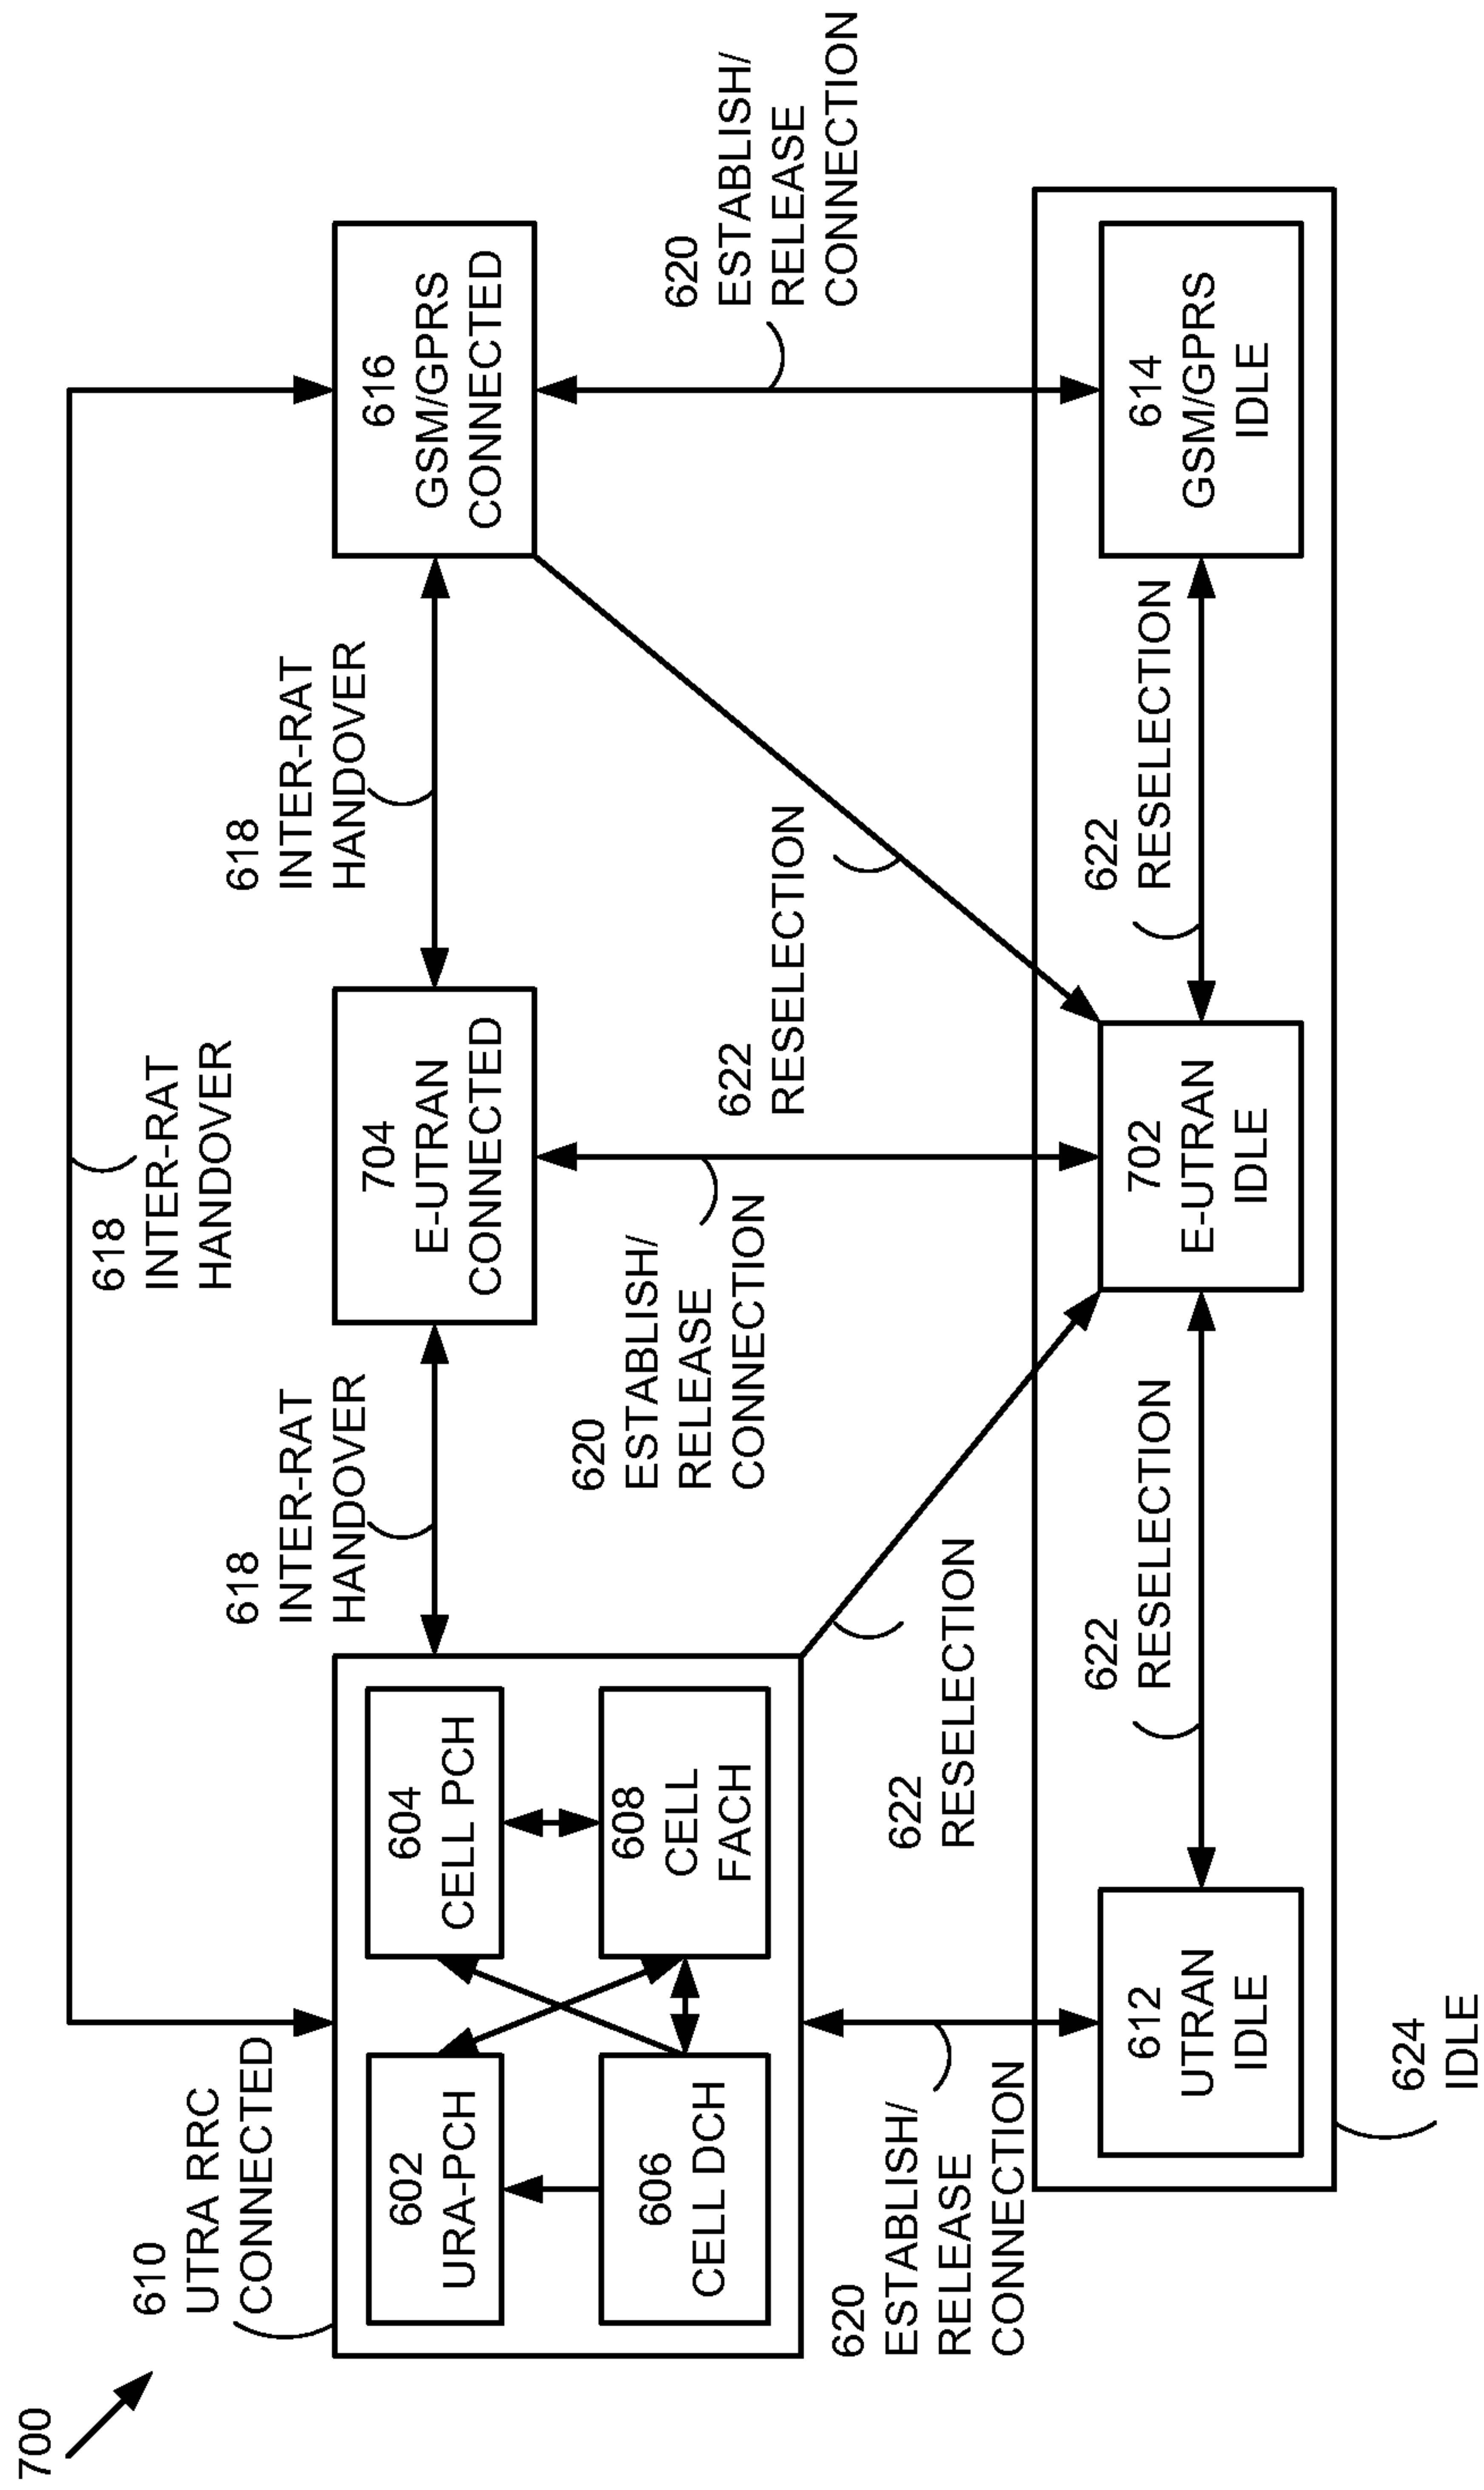 700
610
UTRA RRC
CONNECTED
618
INTER-RAT
HANDOVER
602
URA-PCH
604
CELL PCH
606
CELL DCH
608
CELL
FACH
618
INTER-RAT
HANDOVER
704
E-UTRAN
CONNECTED
618
INTER-RAT
HANDOVER
616
GSM/GPRS
CONNECTED
620
ESTABLISH/
RELEASE
CONNECTION
622
RESELECTION
620
ESTABLISH/
RELEASE
CONNECTION
622
RESELECTION
620
ESTABLISH/
RELEASE
CONNECTION
612
UTRAN
IDLE
622
RESELECTION
702
E-UTRAN
IDLE
622
RESELECTION
614
GSM/GPRS
IDLE
624
IDLE